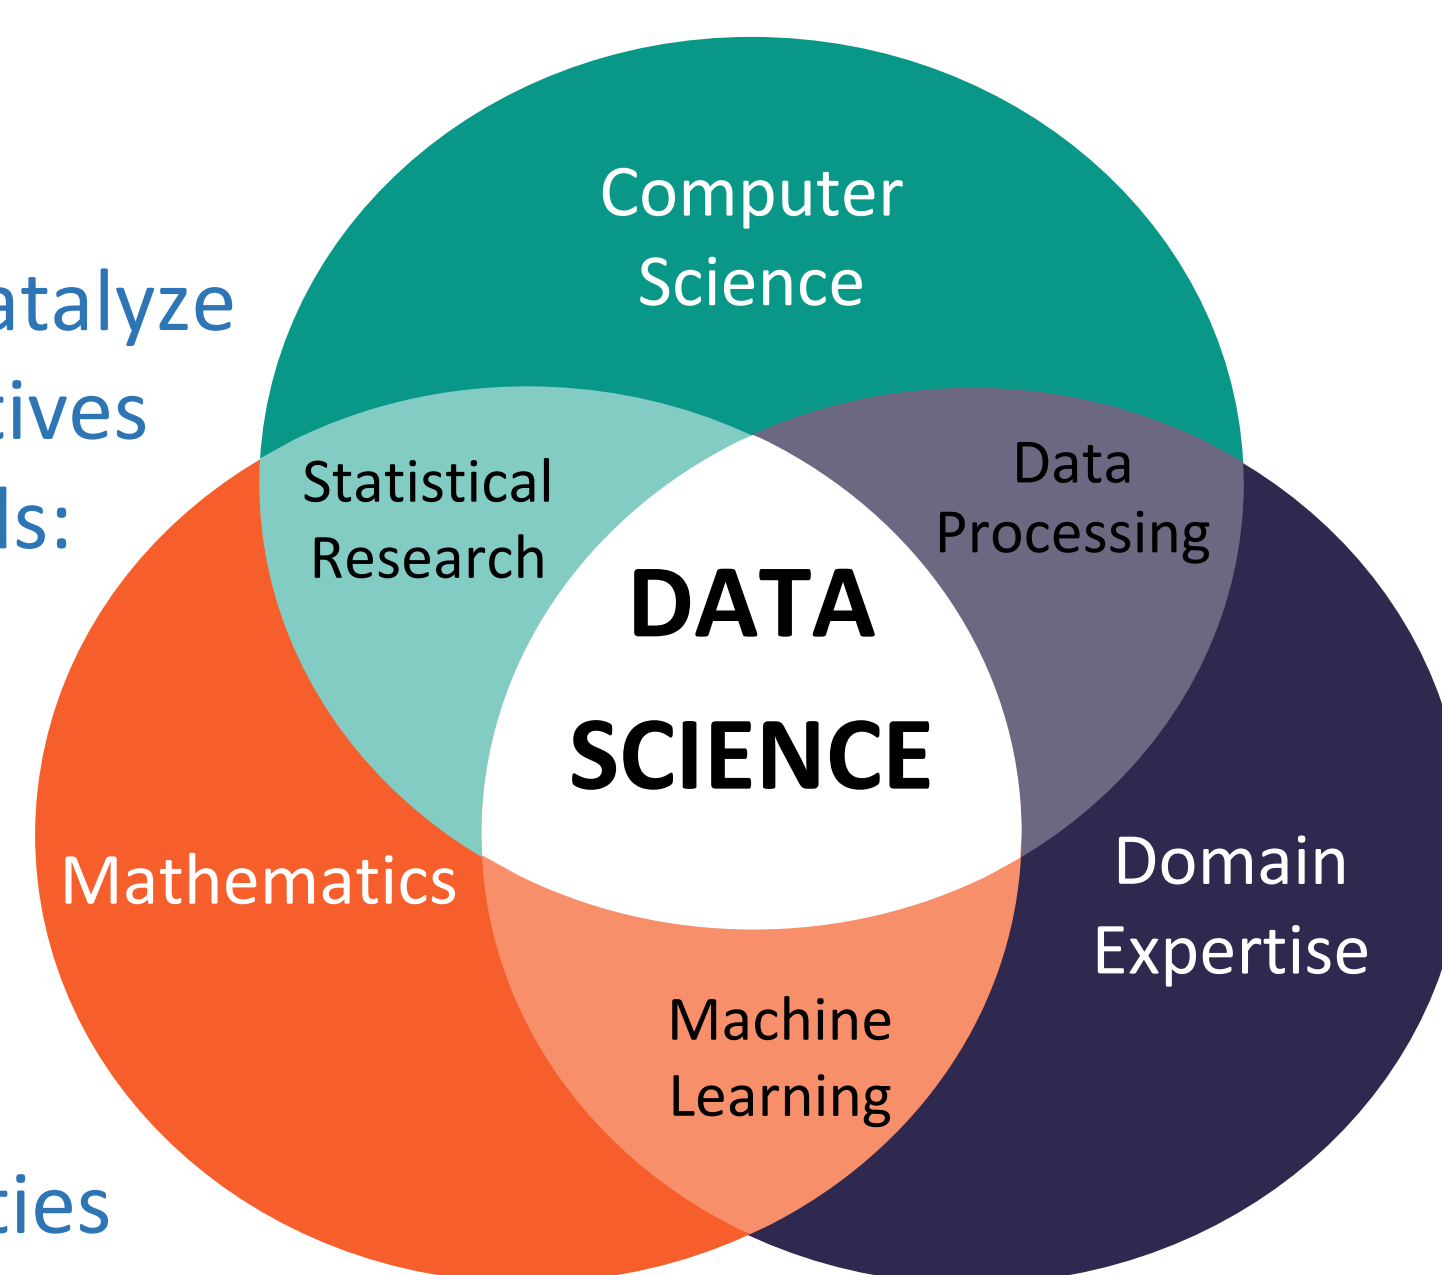 Computer
Science
atalyze
tives
ls:
Statistical
Research
Data
Processing
DATA
SCIENCE
Mathematics
Domain
Expertise
Machine
Learning
ties